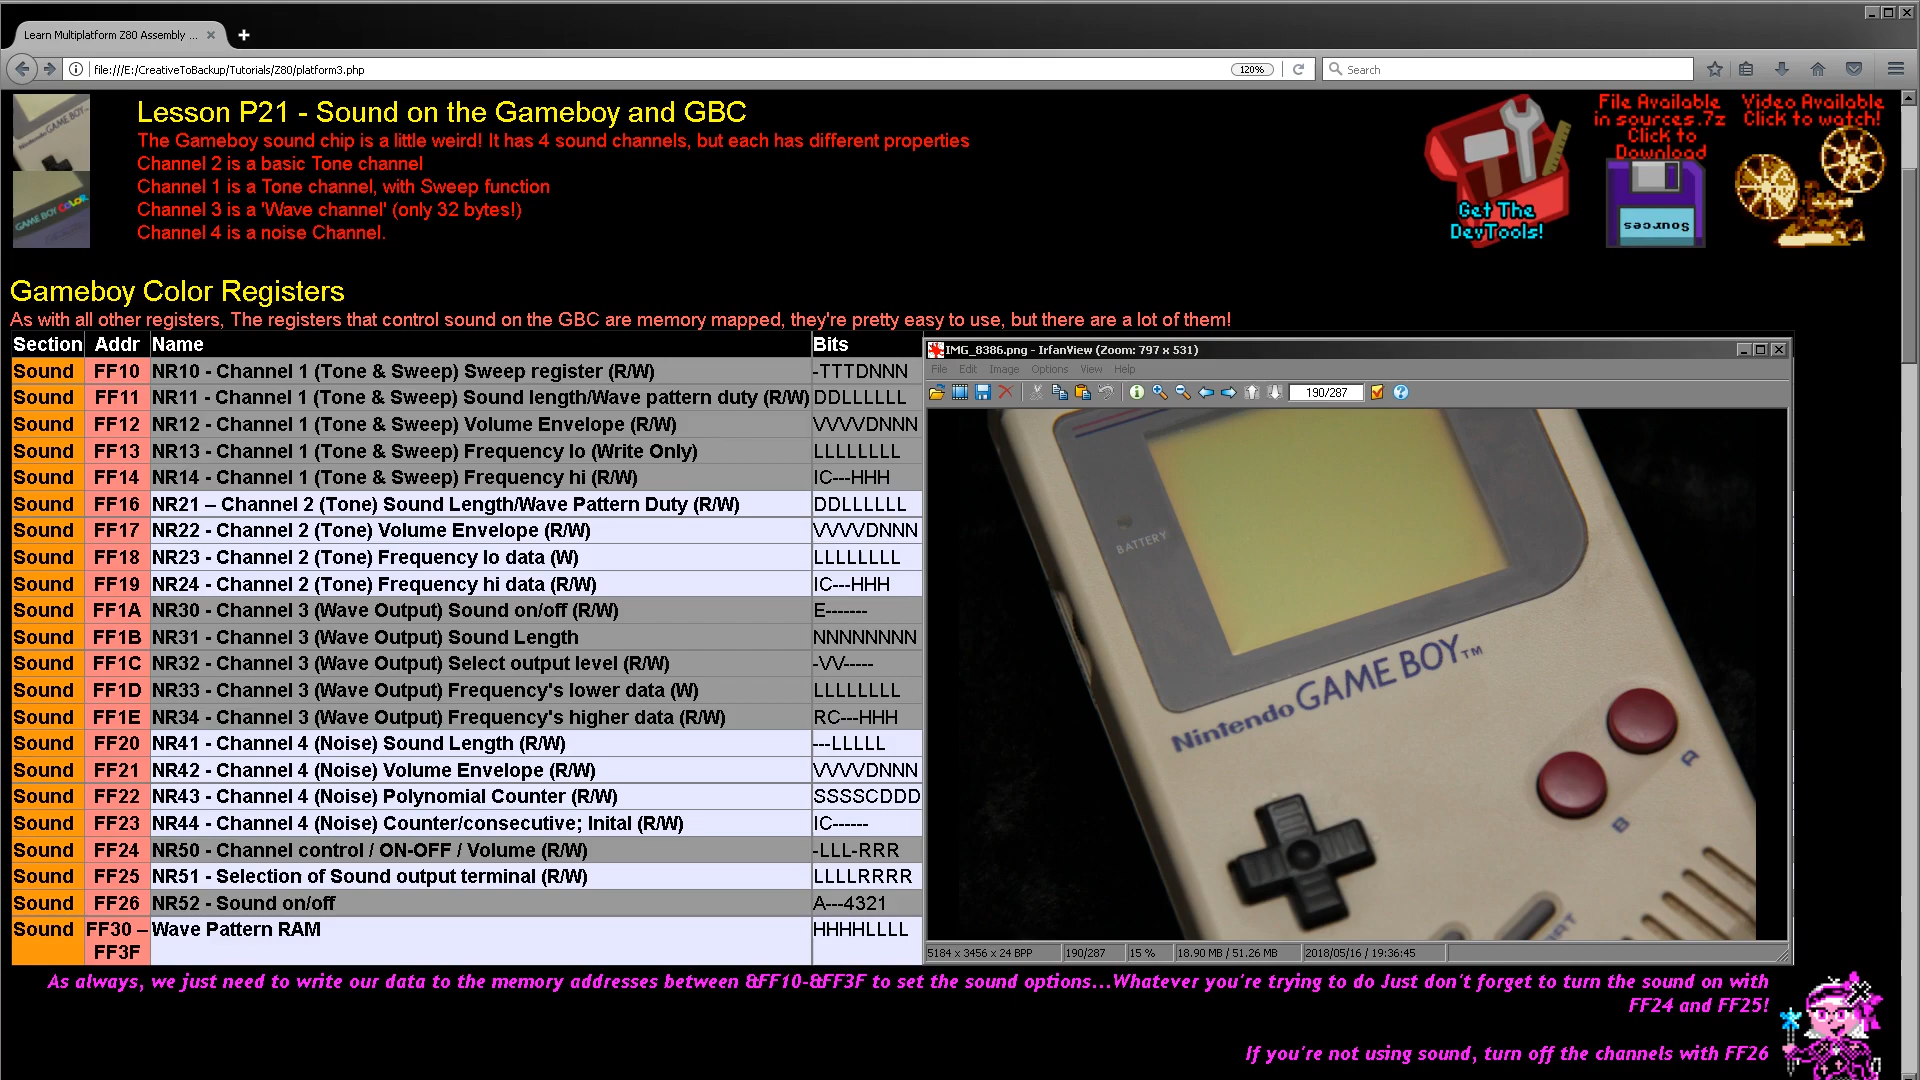 Learn Multiplatform Z80 Assembly ...
file:///E:/CreativeToBackup/Tutorials/Z80/platform3.php
120%
Search
Lesson P21 - Sound on the Gameboy and GBC
The Gameboy sound chip is a little weird! It has 4 sound channels, but each has different properties
Channel 2 is a basic Tone channel
Channel 1 is a Tone channel, with Sweep function
Channel 3 is a 'Wave channel' (only 32 bytes!)
Channel 4 is a noise Channel.
GAME BOY COLOR
Get The
DevTools!
File Available
in sources.7z
Click to
Download
Sources
Video Available
Click to watch!
Gameboy Color Registers
As with all other registers, The registers that control sound on the GBC are memory mapped, they're pretty easy to use, but there are a lot of them!
Section Addr Name Bits
Sound FF10 NR10 - Channel 1 (Tone & Sweep) Sweep register (R/W) -TTTDNNN
Sound FF11 NR11 - Channel 1 (Tone & Sweep) Sound length/Wave pattern duty (R/W) DDLLLLLL
Sound FF12 NR12 - Channel 1 (Tone & Sweep) Volume Envelope (R/W) VVVVDNNN
Sound FF13 NR13 - Channel 1 (Tone & Sweep) Frequency lo (Write Only) LLLLLLLL
Sound FF14 NR14 - Channel 1 (Tone & Sweep) Frequency hi (R/W) IC---HHH
Sound FF16 NR21 – Channel 2 (Tone) Sound Length/Wave Pattern Duty (R/W) DDLLLLLL
Sound FF17 NR22 - Channel 2 (Tone) Volume Envelope (R/W) VVVVDNNN
Sound FF18 NR23 - Channel 2 (Tone) Frequency lo data (W) LLLLLLLL
Sound FF19 NR24 - Channel 2 (Tone) Frequency hi data (R/W) IC---HHH
Sound FF1A NR30 - Channel 3 (Wave Output) Sound on/off (R/W) E-------
Sound FF1B NR31 - Channel 3 (Wave Output) Sound Length NNNNNNNN
Sound FF1C NR32 - Channel 3 (Wave Output) Select output level (R/W) -VV-----
Sound FF1D NR33 - Channel 3 (Wave Output) Frequency's lower data (W) LLLLLLLL
Sound FF1E NR34 - Channel 3 (Wave Output) Frequency's higher data (R/W) RC---HHH
Sound FF20 NR41 - Channel 4 (Noise) Sound Length (R/W) ---LLLLL
Sound FF21 NR42 - Channel 4 (Noise) Volume Envelope (R/W) VVVVDNNN
Sound FF22 NR43 - Channel 4 (Noise) Polynomial Counter (R/W) SSSSCDDD
Sound FF23 NR44 - Channel 4 (Noise) Counter/consecutive; Inital (R/W) IC------
Sound FF24 NR50 - Channel control / ON-OFF / Volume (R/W) -LLL-RRR
Sound FF25 NR51 - Selection of Sound output terminal (R/W) LLLLRRRR
Sound FF26 NR52 - Sound on/off A---4321
Sound FF30 – Wave Pattern RAM HHHHLLLL
FF3F
IMG_8386.png - IrfanView (Zoom: 797 x 531)
File Edit Image Options View Help
190/287
BATTERY
Nintendo GAME BOY TM
A
B
5184 x 3456 x 24 BPP 190/287 15 % 18.90 MB / 51.26 MB 2018/05/16 / 19:36:45
As always, we just need to write our data to the memory addresses between &FF10-&FF3F to set the sound options...Whatever you're trying to do Just don't forget to turn the sound on with
FF24 and FF25!
If you're not using sound, turn off the channels with FF26